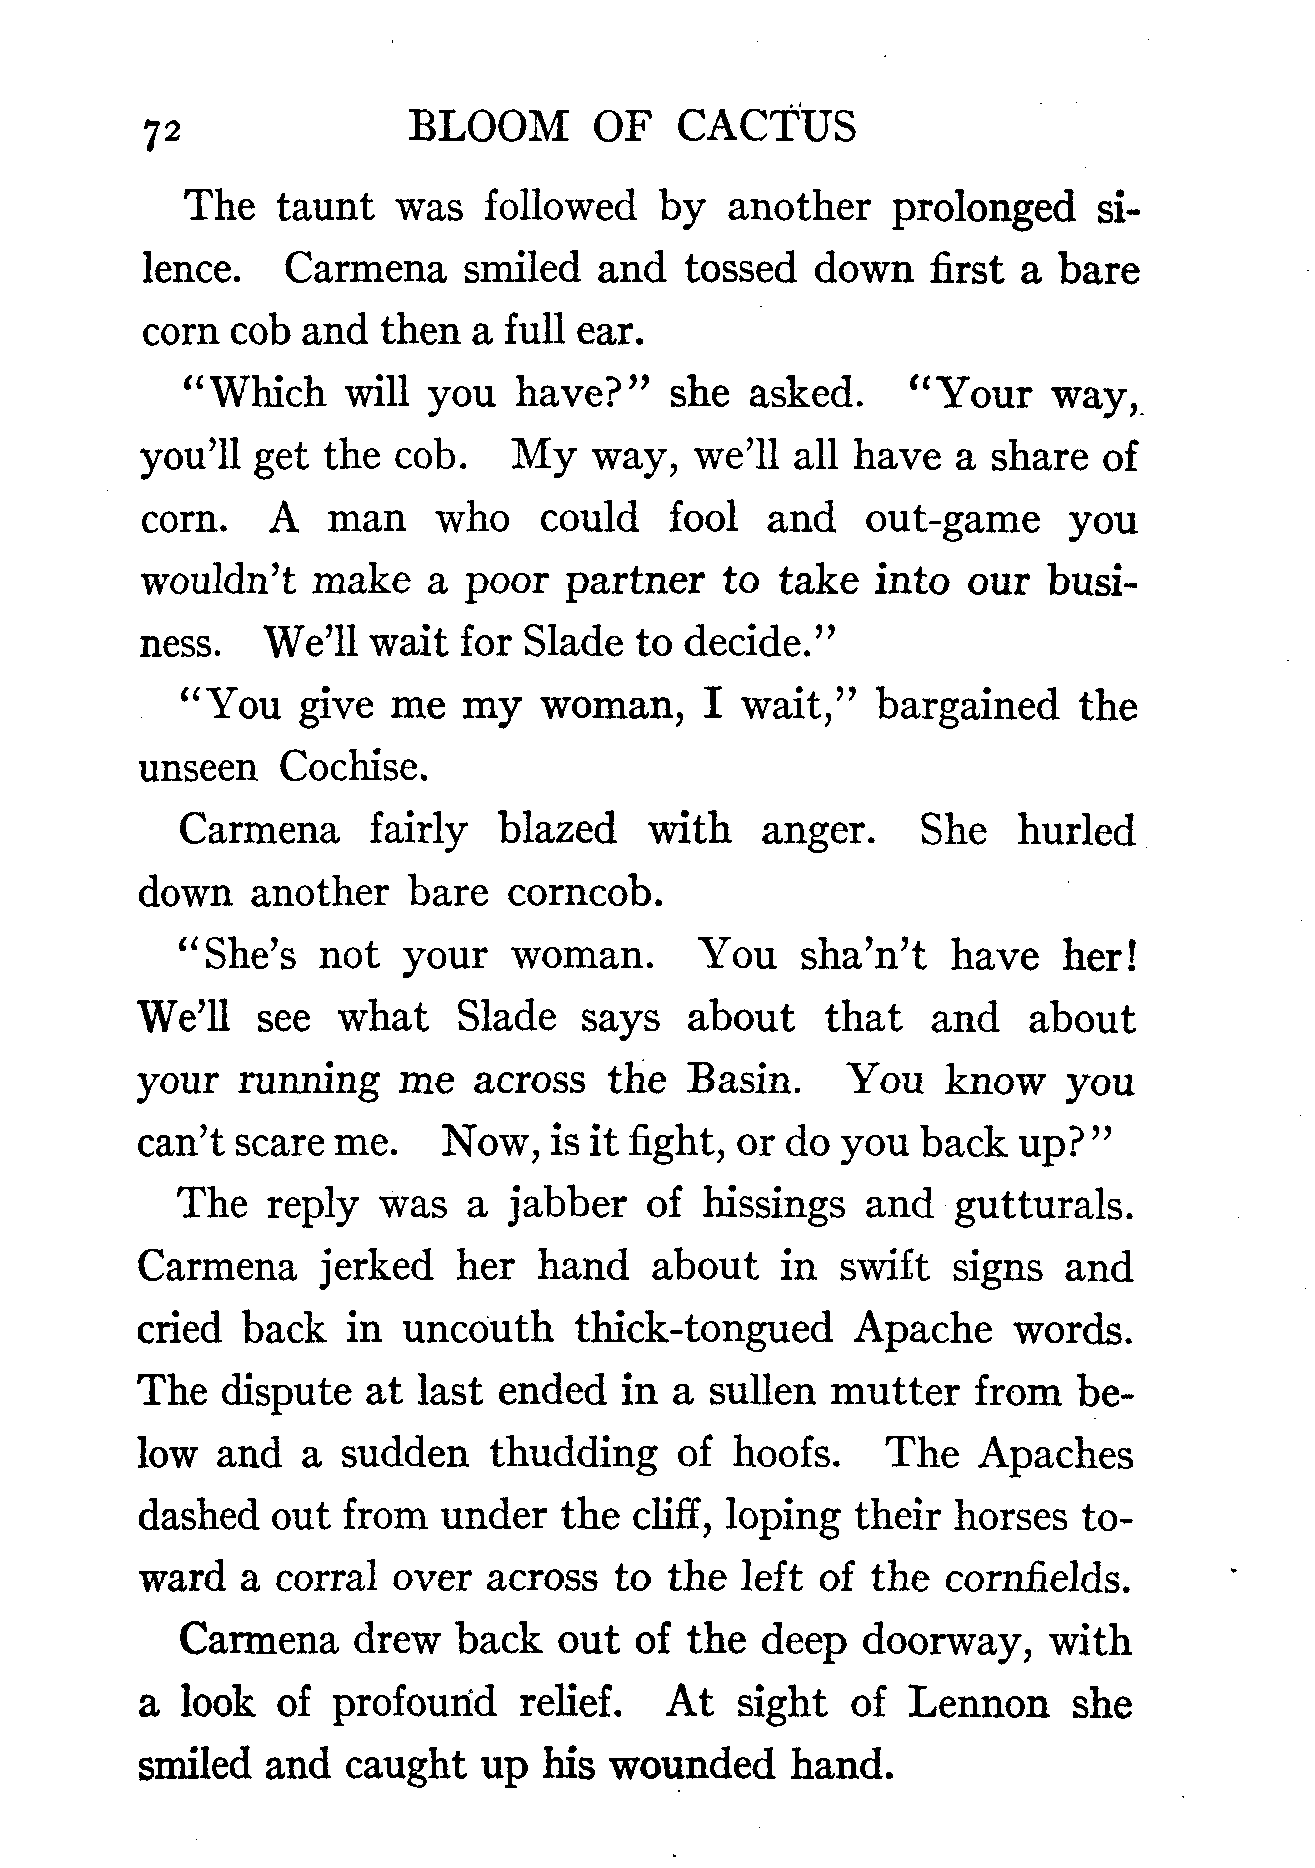 72 BLOOM OF CACTUS
The taunt was followed by another prolonged si-
lence. Carmena smiled and tossed down first a bare
corn cob and then a full ear.
“Which will you have?” she asked. “Your way,
you’ll get the cob. My way, we’ll all have a share of
corn. A man who could fool and out-game you
wouldn’t make a poor partner to take into our busi-
ness. We’ll wait for Slade to decide.”
“You give me my woman, I wait,” bargained the
unseen Cochise.
Carmena fairly blazed with anger. She hurled
down another bare corncob.
“She’s not your woman. You sha’n’t have her!
We’ll see what Slade says about that and about
your running me across the Basin. You know you
can’t scare me. Now, is it fight, or do you back up?”
The reply was a jabber of hissings and gutturals.
Carmena jerked her hand about in swift signs and
cried back in uncouth thick-tongued Apache words.
The dispute at last ended in a sullen mutter from be-
low and a sudden thudding of hoofs. The Apaches
dashed out from under the cliff, loping their horses to-
ward a corral over across to the left of the cornfields.
Carmena drew back out of the deep doorway, with
a look of profound relief. At sight of Lennon she
smiled and caught up his wounded hand.